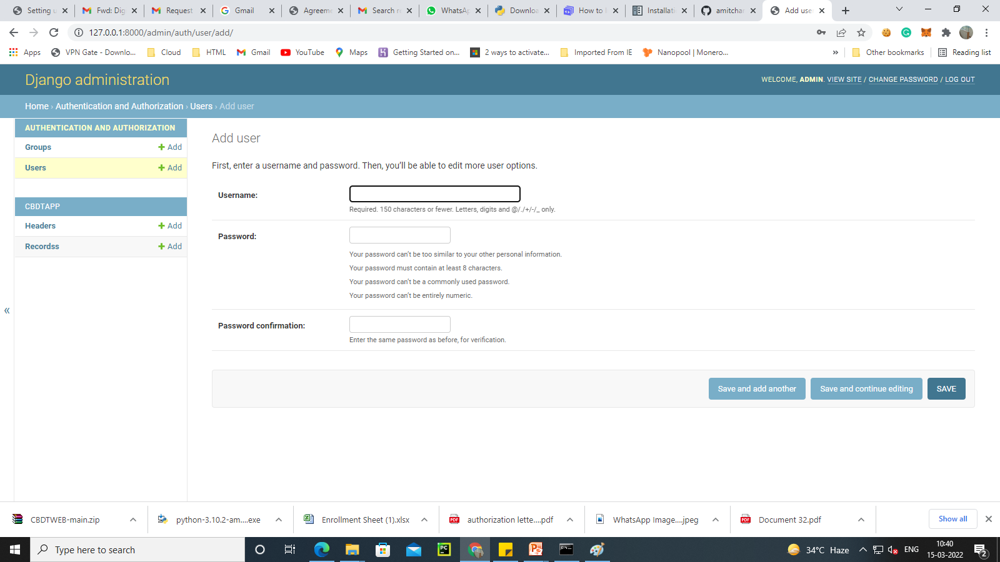 Setting u
Fwd: Dig
Request
Gmail
Agreeme
Search re
WhatsAp
Downloa
How to I
Installati
amitchar
Add use
127.0.0.1:8000/admin/auth/user/add/
Apps
VPN Gate - Downlo...
Cloud
HTML
Gmail
YouTube
Maps
Getting Started on...
2 ways to activate...
Imported From IE
Nanopool | Monero...
»
Other bookmarks
Reading list
Django administration
WELCOME, ADMIN. VIEW SITE / CHANGE PASSWORD / LOG OUT
Home › Authentication and Authorization › Users › Add user
AUTHENTICATION AND AUTHORIZATION
Groups
+ Add
Users
+ Add
CBDTAPP
Headers
+ Add
Recordss
+ Add
«
Add user
First, enter a username and password. Then, you’ll be able to edit more user options.
Username:
Required. 150 characters or fewer. Letters, digits and @/./+/-/_ only.
Password:
Your password can’t be too similar to your other personal information.
Your password must contain at least 8 characters.
Your password can’t be a commonly used password.
Your password can’t be entirely numeric.
Password confirmation:
Enter the same password as before, for verification.
Save and add another
Save and continue editing
SAVE
CBDTWEB-main.zip
python-3.10.2-am....exe
Enrollment Sheet (1).xlsx
authorization lette....pdf
WhatsApp Image....jpeg
Document 32.pdf
Show all
Type here to search
34°C Haze
ENG
10:40
15-03-2022
2